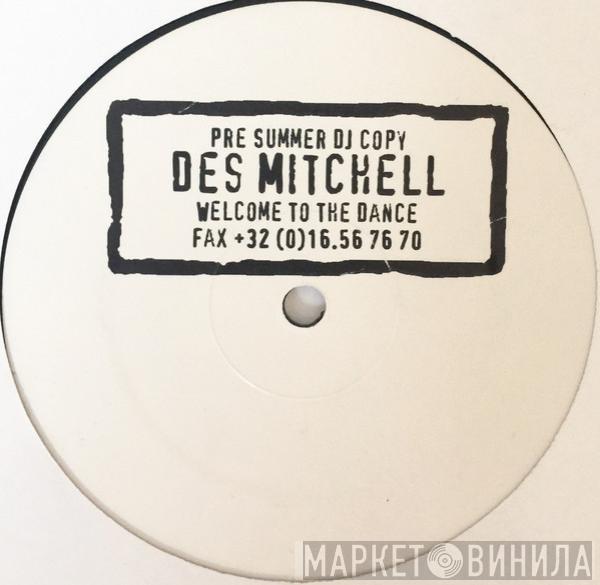 PRE SUMMER DJ COPY
DES MITCHELL
WELCOME TO THE DANCE
FAX +32 (0)16.56 76 70
МАРКЕТ ВИНИЛА